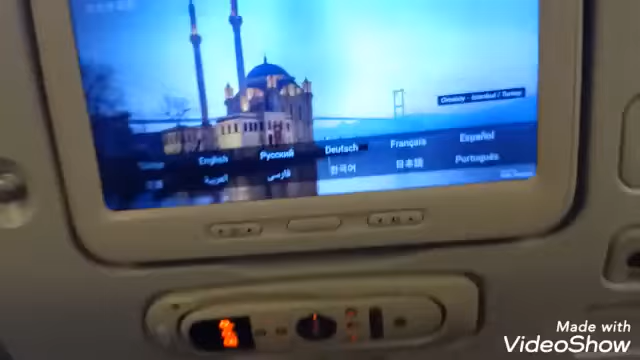 Ortaköy - Istanbul / Turkey
English Русский Deutsch Français Español
العربية فارسی 한국어 日本語 Português
Made with
VideoShow